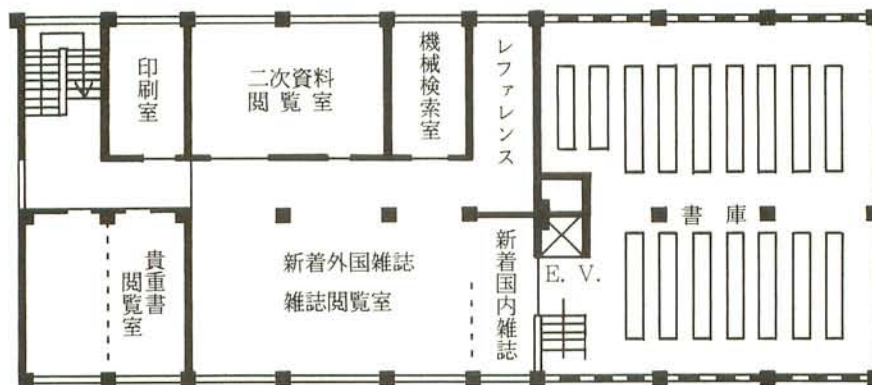 印刷室
二次資料
閲覧室
機械検索室
レファレンス
書庫
貴重書
閲覧室
新着外国雑誌
雑誌閲覧室
新着国内雑誌
E. V.